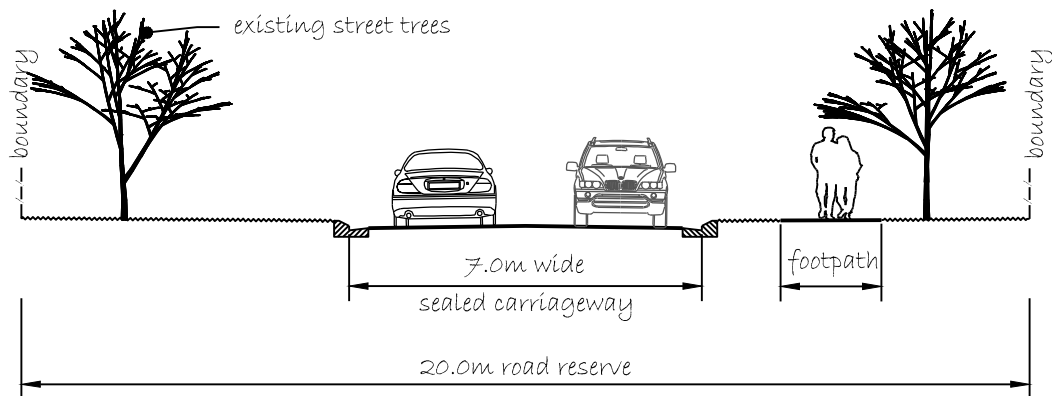 existing street trees
boundary
boundary
7.0m wide
sealed carriageway
footpath
20.0m road reserve